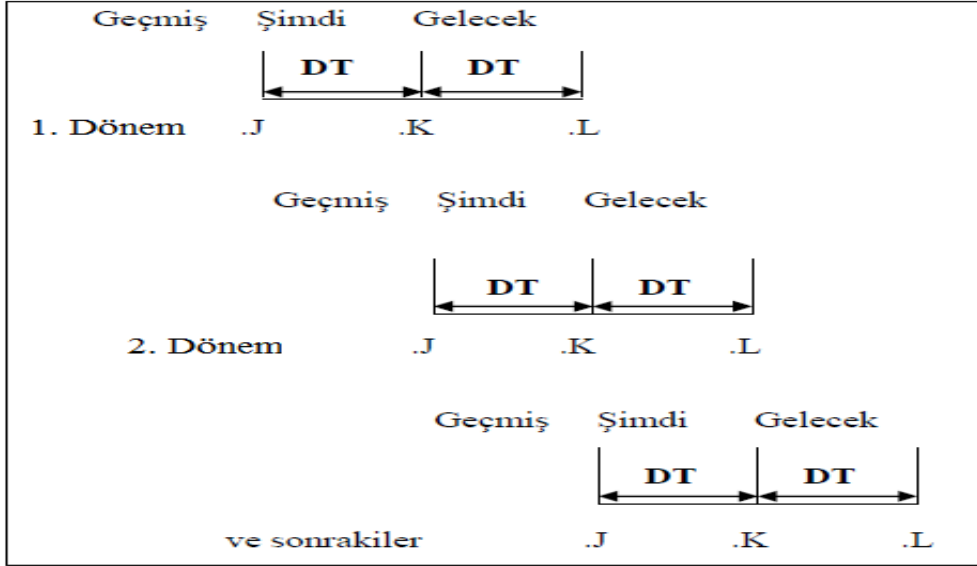 Geçmiş Şimdi Gelecek
DT DT
1. Dönem .J .K .L
Geçmiş Şimdi Gelecek
DT DT
2. Dönem .J .K .L
Geçmiş Şimdi Gelecek
DT DT
ve sonrakiler .J .K .L